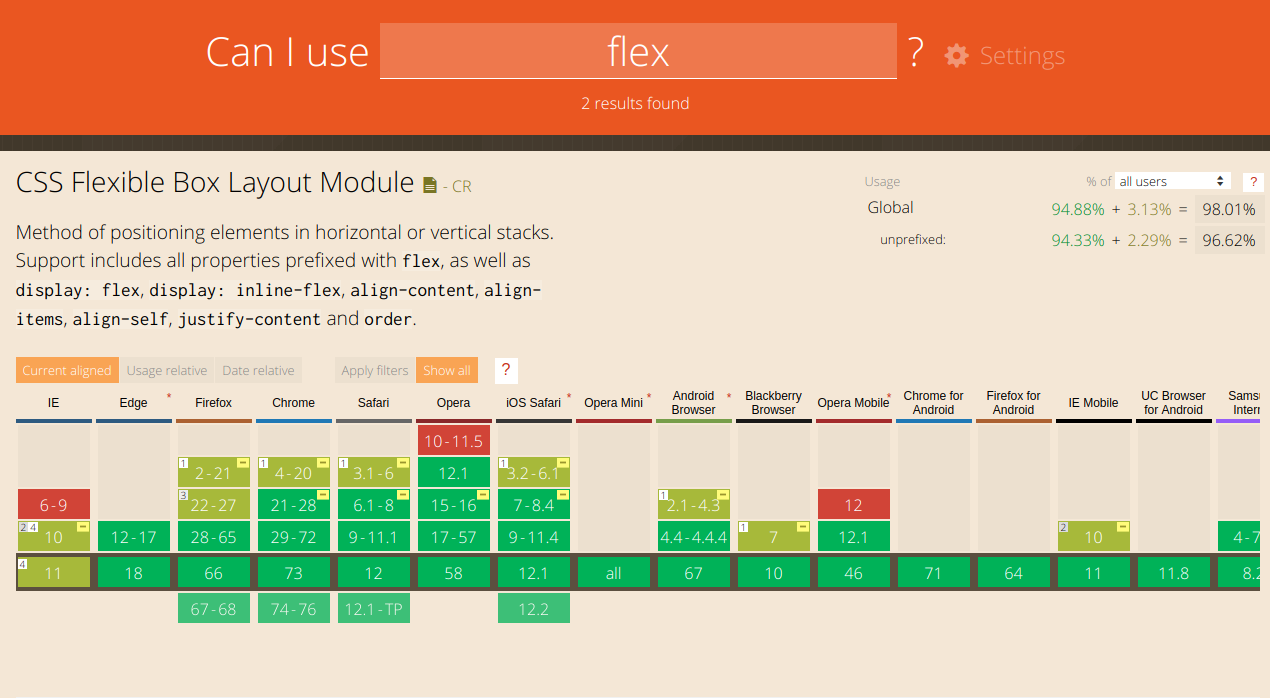 Can I use flex ? Settings
2 results found
CSS Flexible Box Layout Module - CR
Usage % of all users ?
Global 94.88% + 3.13% = 98.01%
unprefixed: 94.33% + 2.29% = 96.62%
Method of positioning elements in horizontal or vertical stacks.
Support includes all properties prefixed with flex, as well as
display: flex, display: inline-flex, align-content, align-
items, align-self, justify-content and order.
Current aligned Usage relative Date relative Apply filters Show all ?
IE Edge * Firefox Chrome Safari Opera iOS Safari * Opera Mini * Android Browser * Blackberry Browser Opera Mobile * Chrome for Android Firefox for Android IE Mobile UC Browser for Android
10-11.5
1 2-21 1 4-20 1 3.1-6 12.1 1 3.2-6.1
6-9 3 22-27 21-28 6.1-8 15-16 7-8.4 1 2.1-4.3 12
2 4 10 12-17 28-65 29-72 9-11.1 17-57 9-11.4 4.4-4.4.4 1 7 12.1 2 10
4 11 18 66 73 12 58 12.1 all 67 10 46 71 64 11 11.8
67-68 74-76 12.1-TP 12.2